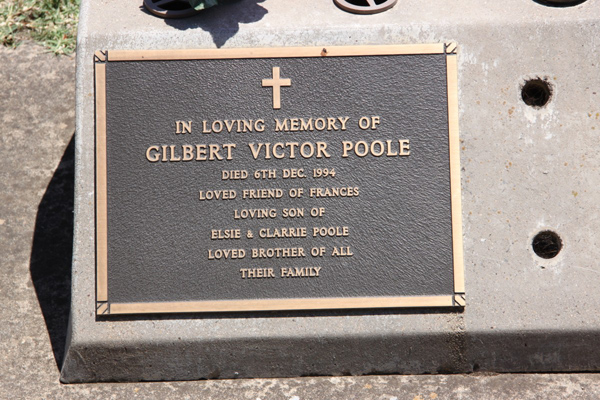 IN LOVING MEMORY OF
GILBERT VICTOR POOLE
DIED 6TH DEC. 1994
LOVED FRIEND OF FRANCES
LOVING SON OF
ELSIE & CLARRIE POOLE
LOVED BROTHER OF ALL
THEIR FAMILY